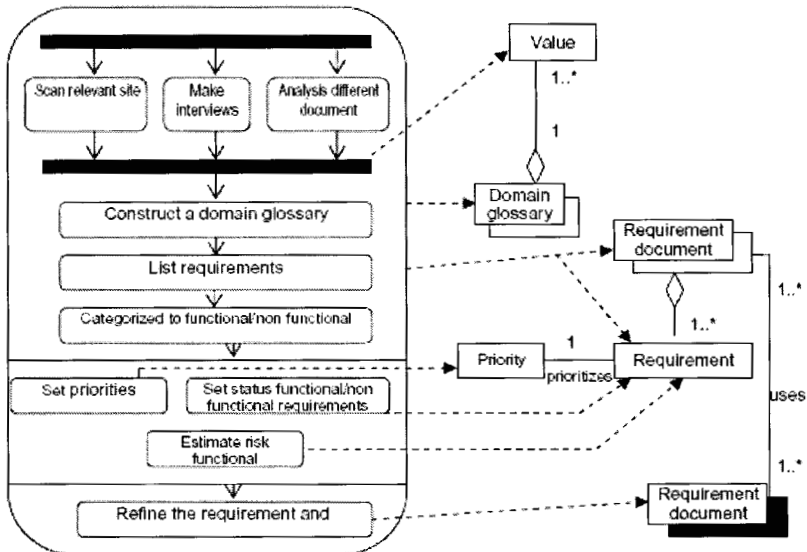 Scan relevant site
Make
interviews
Analysis different
document
Construct a domain glossary
List requirements
Categorized to functional/non functional
Set priorities
Set status functional/non
functional requirements
Estimate risk
functional
Refine the requirement and
Value
1..*
1
Domain
glossary
Requirement
document
1..*
1..*
Priority
1
prioritizes
Requirement
uses
1..*
Requirement
document